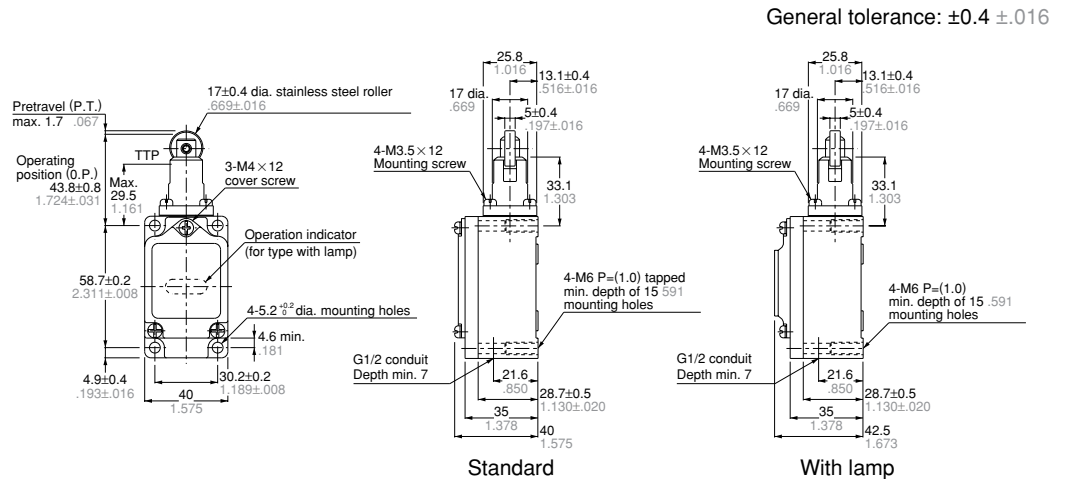 General tolerance: ±0.4 ±.016
Pretravel (P.T.)
max. 1.7 .067
17±0.4 dia. stainless steel roller
.669±.016
Operating
position (O.P.)
43.8±0.8
1.724±.031
TTP
Max.
29.5
1.161
3-M4×12
cover screw
Operation indicator
(for type with lamp)
58.7±0.2
2.311±.008
4-5.2 +0.2 0 dia. mounting holes
4.6 min.
.181
4.9±0.4
.193±.016
30.2±0.2
1.189±.008
40
1.575
25.8
1.016
13.1±0.4
.516±.016
17 dia.
.669
5±0.4
.197±.016
4-M3.5×12
Mounting screw
33.1
1.303
4-M6 P=(1.0) tapped
min. depth of 15 591
mounting holes
G1/2 conduit
Depth min. 7
21.6
.850
28.7±0.5
1.130±.020
35
1.378
40
1.575
Standard
25.8
1.016
13.1±0.4
.516±.016
17 dia.
.669
5±0.4
.197±.016
4-M3.5×12
Mounting screw
33.1
1.303
4-M6 P=(1.0)
min. depth of 15 .591
mounting holes
G1/2 conduit
Depth min. 7
21.6
.850
28.7±0.5
1.130±.020
35
1.378
42.5
1.673
With lamp